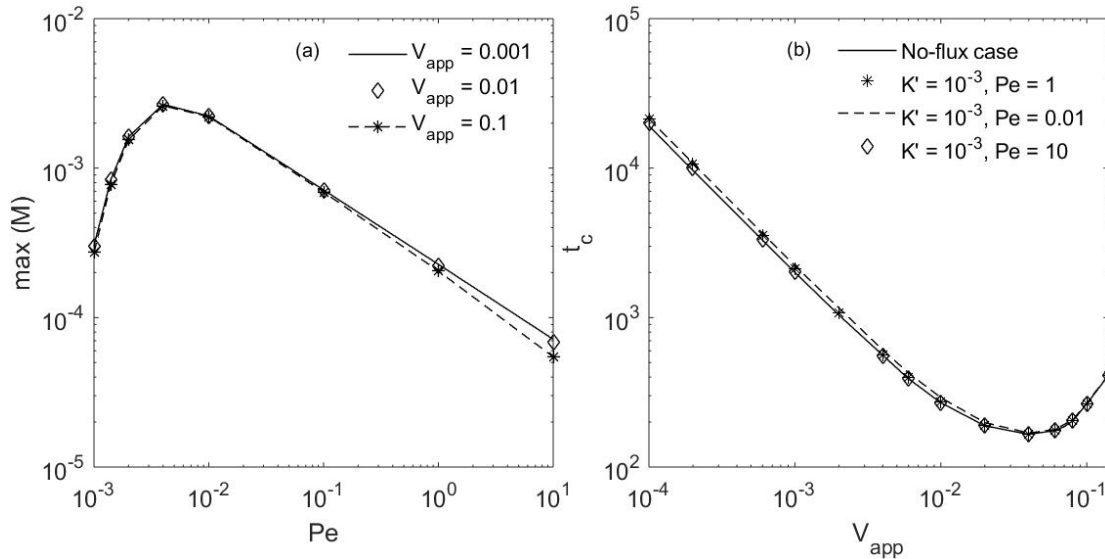 10^-2
10^-3
10^-4
10^-5
max (M)
(a)
V_app = 0.001
V_app = 0.01
V_app = 0.1
10^-3
10^-2
10^-1
10^0
10^1
Pe
10^5
10^4
10^3
10^2
t_c
(b)
No-flux case
K' = 10^-3, Pe = 1
K' = 10^-3, Pe = 0.01
K' = 10^-3, Pe = 10
10^-4
10^-3
10^-2
10^-1
V_app